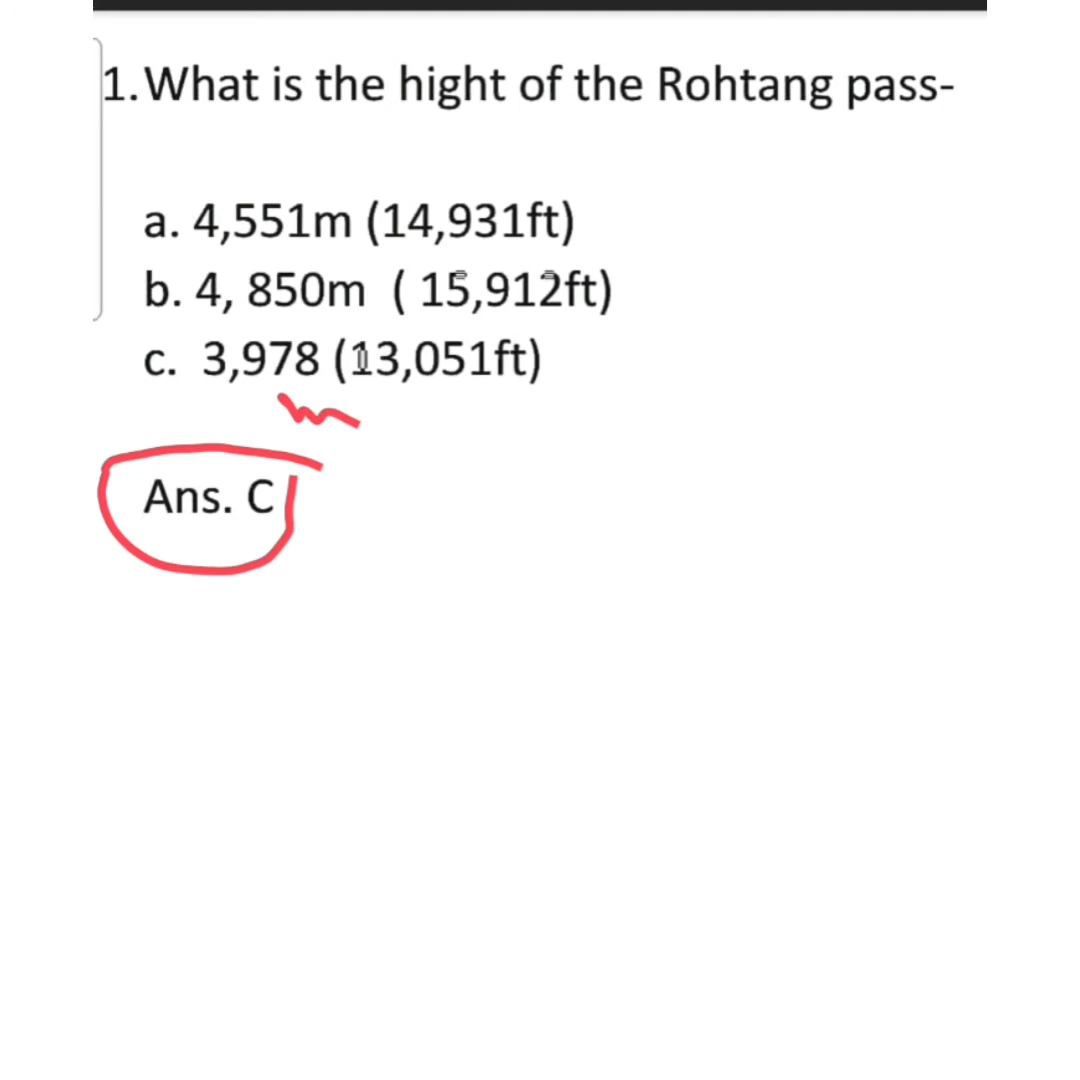 1. What is the hight of the Rohtang pass-
a. 4,551m (14,931ft)
b. 4, 850m ( 15,912ft)
c. 3,978 (13,051ft)
m
Ans. C